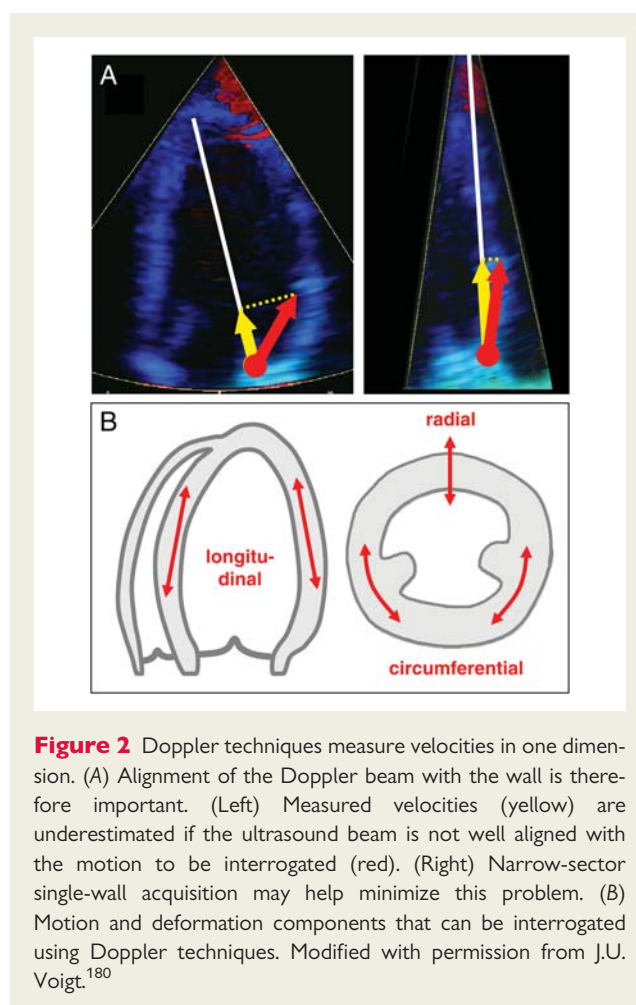 A
B
radial
longitu-
dinal
circumferential
Figure 2 Doppler techniques measure velocities in one dimen-
sion. (A) Alignment of the Doppler beam with the wall is there-
fore important. (Left) Measured velocities (yellow) are
underestimated if the ultrasound beam is not well aligned with
the motion to be interrogated (red). (Right) Narrow-sector
single-wall acquisition may help minimize this problem. (B)
Motion and deformation components that can be interrogated
using Doppler techniques. Modified with permission from J.U.
Voigt.180